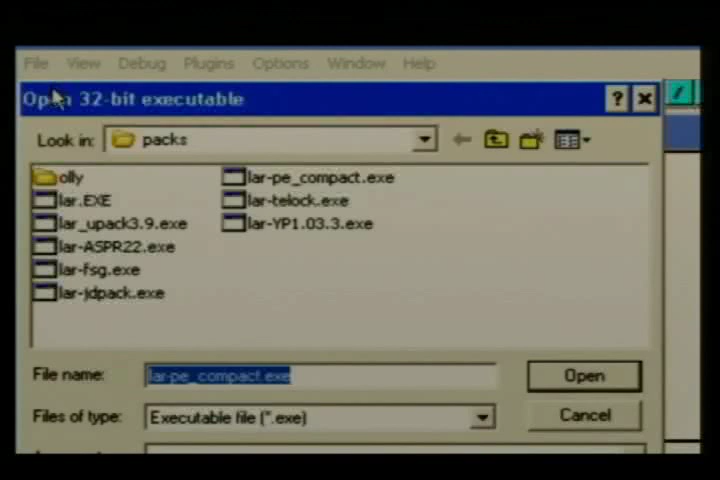 File View Debug Plugins Options Window Help
Open 32-bit executable
Look in: packs
olly
lar.EXE
lar_upack3.9.exe
lar-ASPR22.exe
lar-fsg.exe
lar-jdpack.exe
lar-pe_compact.exe
lar-telock.exe
lar-YP1.03.3.exe
File name: lar-pe_compact.exe Open
Files of type: Executable file (*.exe) Cancel